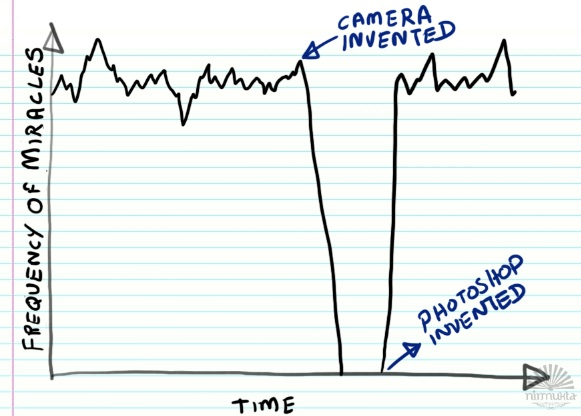 CAMERA
INVENTED
FREQUENCY OF MIRACLES
PHOTOSHOP
INVENTED
TIME
nirmukta